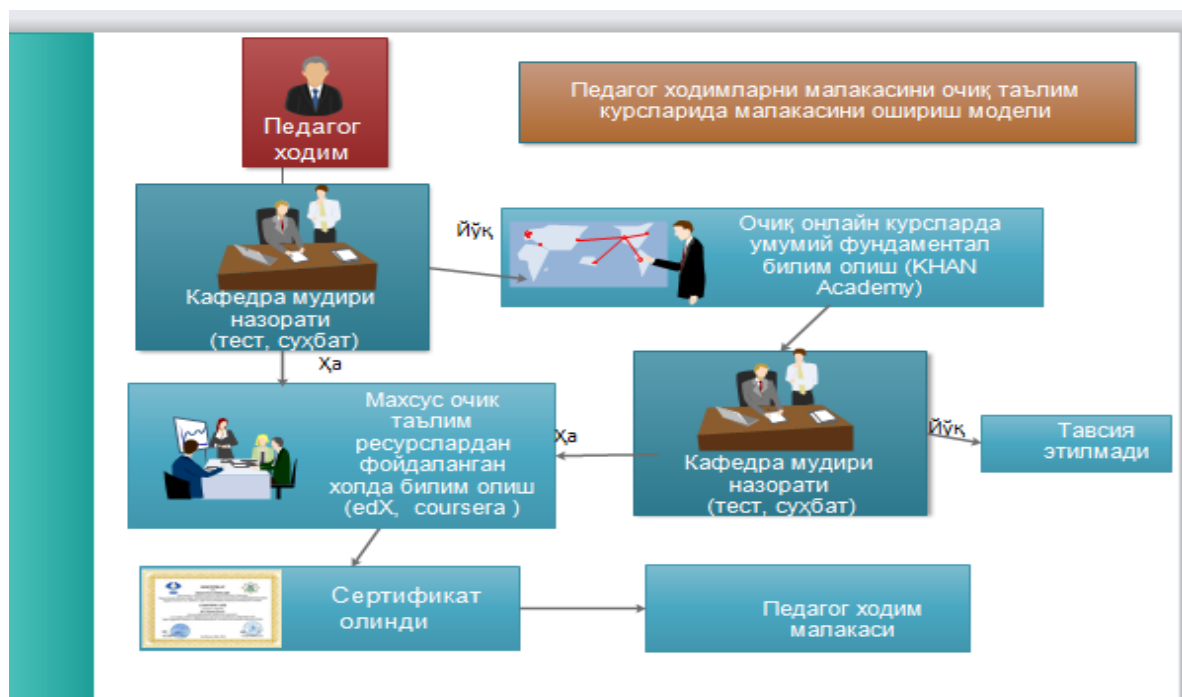 Педагог
ходим
Педагог ходимларни малакасини очиқ таълим
курсларида малакасини ошириш модели
Кафедра мудири
назорати
(тест, суҳбат)
Йўқ
Очиқ онлайн курсларда
умумий фундаментал
билим олиш (KHAN
Academy)
Ҳа
Махсус очик
таълим
ресурслардан
фойдаланган
холда билим олиш
(edX, coursera )
Ҳа
Кафедра мудири
назорати
(тест, суҳбат)
Йўқ
Тавсия
этилмади
Сертификат
олинди
Педагог ходим
малакаси